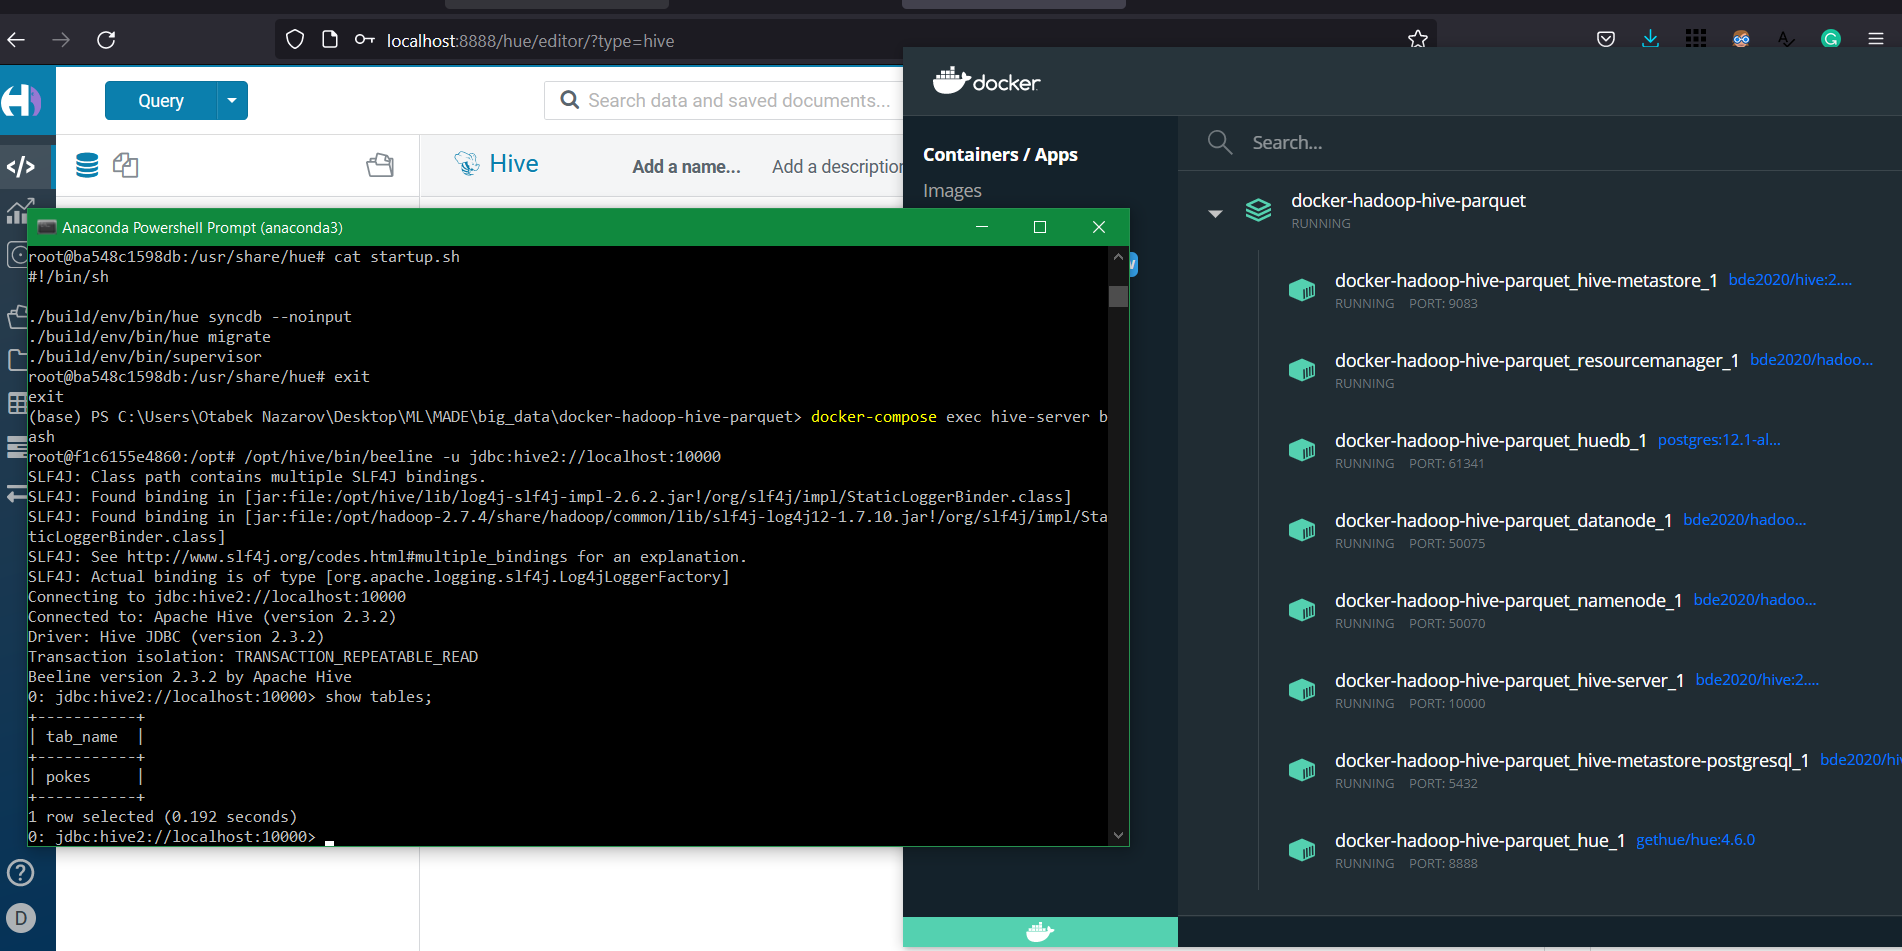 localhost:8888/hue/editor/?type=hive
Query
Search data and saved documents...
Hive
Add a name...
Add a description
D
Anaconda Powershell Prompt (anaconda3)
root@ba548c1598db:/usr/share/hue# cat startup.sh
#!/bin/sh
./build/env/bin/hue syncdb --noinput
./build/env/bin/hue migrate
./build/env/bin/supervisor
root@ba548c1598db:/usr/share/hue# exit
exit
(base) PS C:\Users\Otabek Nazarov\Desktop\ML\MADE\big_data\docker-hadoop-hive-parquet> docker-compose exec hive-server b
ash
root@f1c6155e4860:/opt# /opt/hive/bin/beeline -u jdbc:hive2://localhost:10000
SLF4J: Class path contains multiple SLF4J bindings.
SLF4J: Found binding in [jar:file:/opt/hive/lib/log4j-slf4j-impl-2.6.2.jar!/org/slf4j/impl/StaticLoggerBinder.class]
SLF4J: Found binding in [jar:file:/opt/hadoop-2.7.4/share/hadoop/common/lib/slf4j-log4j12-1.7.10.jar!/org/slf4j/impl/Sta
ticLoggerBinder.class]
SLF4J: See http://www.slf4j.org/codes.html#multiple_bindings for an explanation.
SLF4J: Actual binding is of type [org.apache.logging.slf4j.Log4jLoggerFactory]
Connecting to jdbc:hive2://localhost:10000
Connected to: Apache Hive (version 2.3.2)
Driver: Hive JDBC (version 2.3.2)
Transaction isolation: TRANSACTION_REPEATABLE_READ
Beeline version 2.3.2 by Apache Hive
0: jdbc:hive2://localhost:10000> show tables;
+-----------+
| tab_name  |
+-----------+
| pokes     |
+-----------+
1 row selected (0.192 seconds)
0: jdbc:hive2://localhost:10000>
docker
Containers / Apps
Images
Search...
docker-hadoop-hive-parquet
RUNNING
docker-hadoop-hive-parquet_hive-metastore_1 bde2020/hive:2....
RUNNING PORT: 9083
docker-hadoop-hive-parquet_resourcemanager_1 bde2020/hadoo...
RUNNING
docker-hadoop-hive-parquet_huedb_1 postgres:12.1-al...
RUNNING PORT: 61341
docker-hadoop-hive-parquet_datanode_1 bde2020/hadoo...
RUNNING PORT: 50075
docker-hadoop-hive-parquet_namenode_1 bde2020/hadoo...
RUNNING PORT: 50070
docker-hadoop-hive-parquet_hive-server_1 bde2020/hive:2....
RUNNING PORT: 10000
docker-hadoop-hive-parquet_hive-metastore-postgresql_1 bde2020/hiv
RUNNING PORT: 5432
docker-hadoop-hive-parquet_hue_1 gethue/hue:4.6.0
RUNNING PORT: 8888